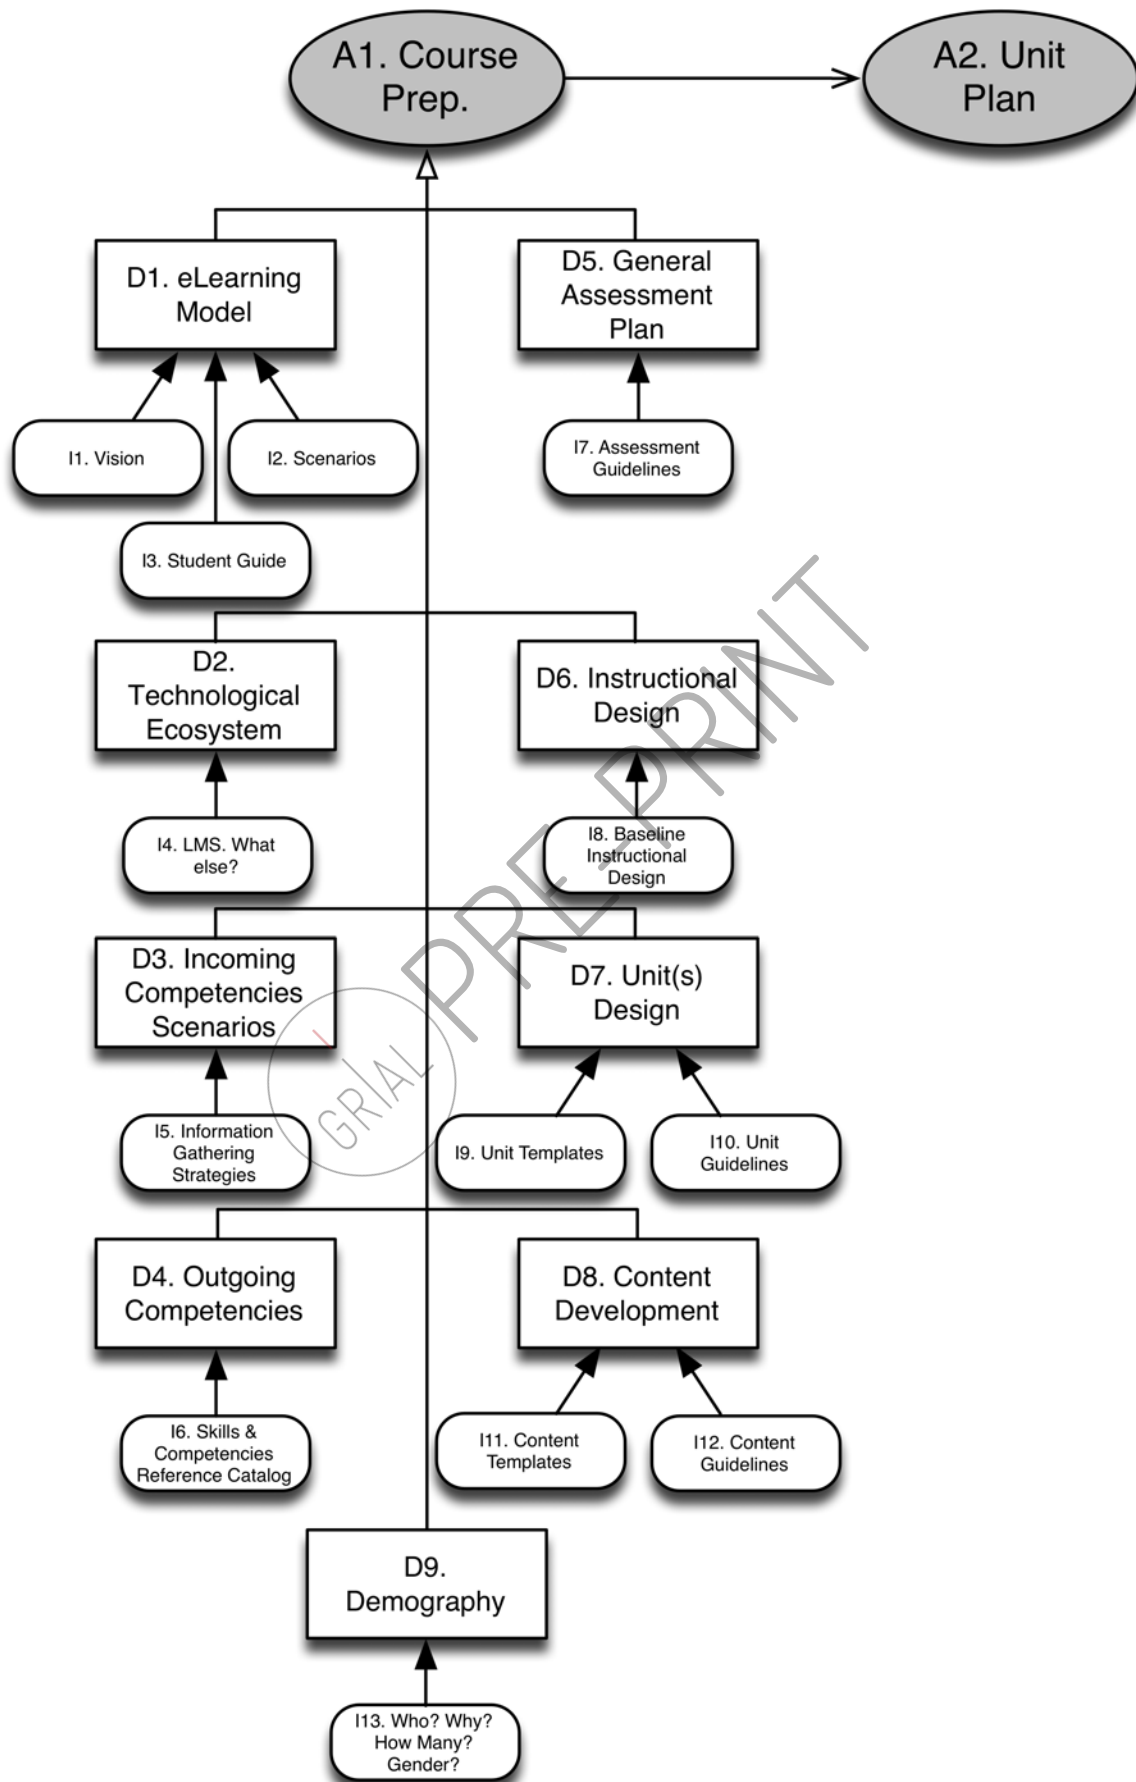 A1. Course
Prep.
A2. Unit
Plan
D1. eLearning
Model
D5. General
Assessment
Plan
I1. Vision
I2. Scenarios
I7. Assessment
Guidelines
I3. Student Guide
D2.
Technological
Ecosystem
D6. Instructional
Design
I4. LMS. What
else?
I8. Baseline
Instructional
Design
D3. Incoming
Competencies
Scenarios
D7. Unit(s)
Design
I5. Information
Gathering
Strategies
I9. Unit Templates
I10. Unit
Guidelines
D4. Outgoing
Competencies
D8. Content
Development
I6. Skills &
Competencies
Reference Catalog
I11. Content
Templates
I12. Content
Guidelines
D9.
Demography
I13. Who? Why?
How Many?
Gender?
GRIAL
PRE-PRINT